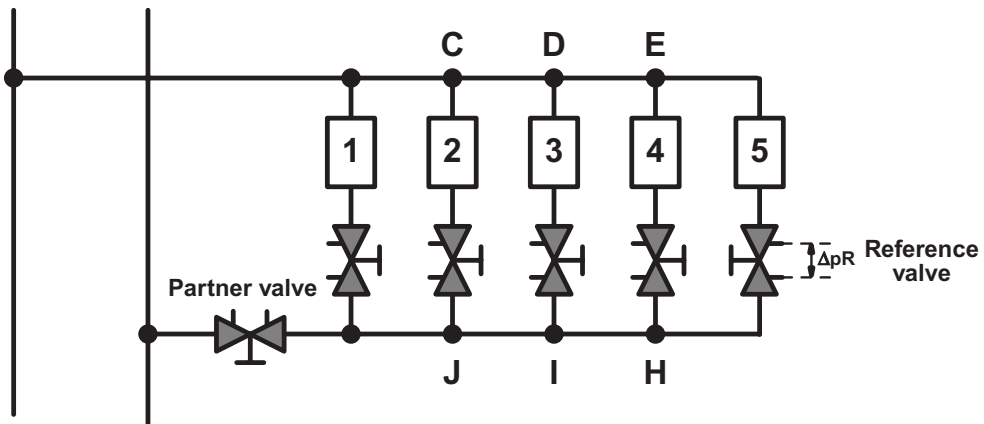 C D E
1 2 3 4 5
ΔpR Reference valve
Partner valve
J I H